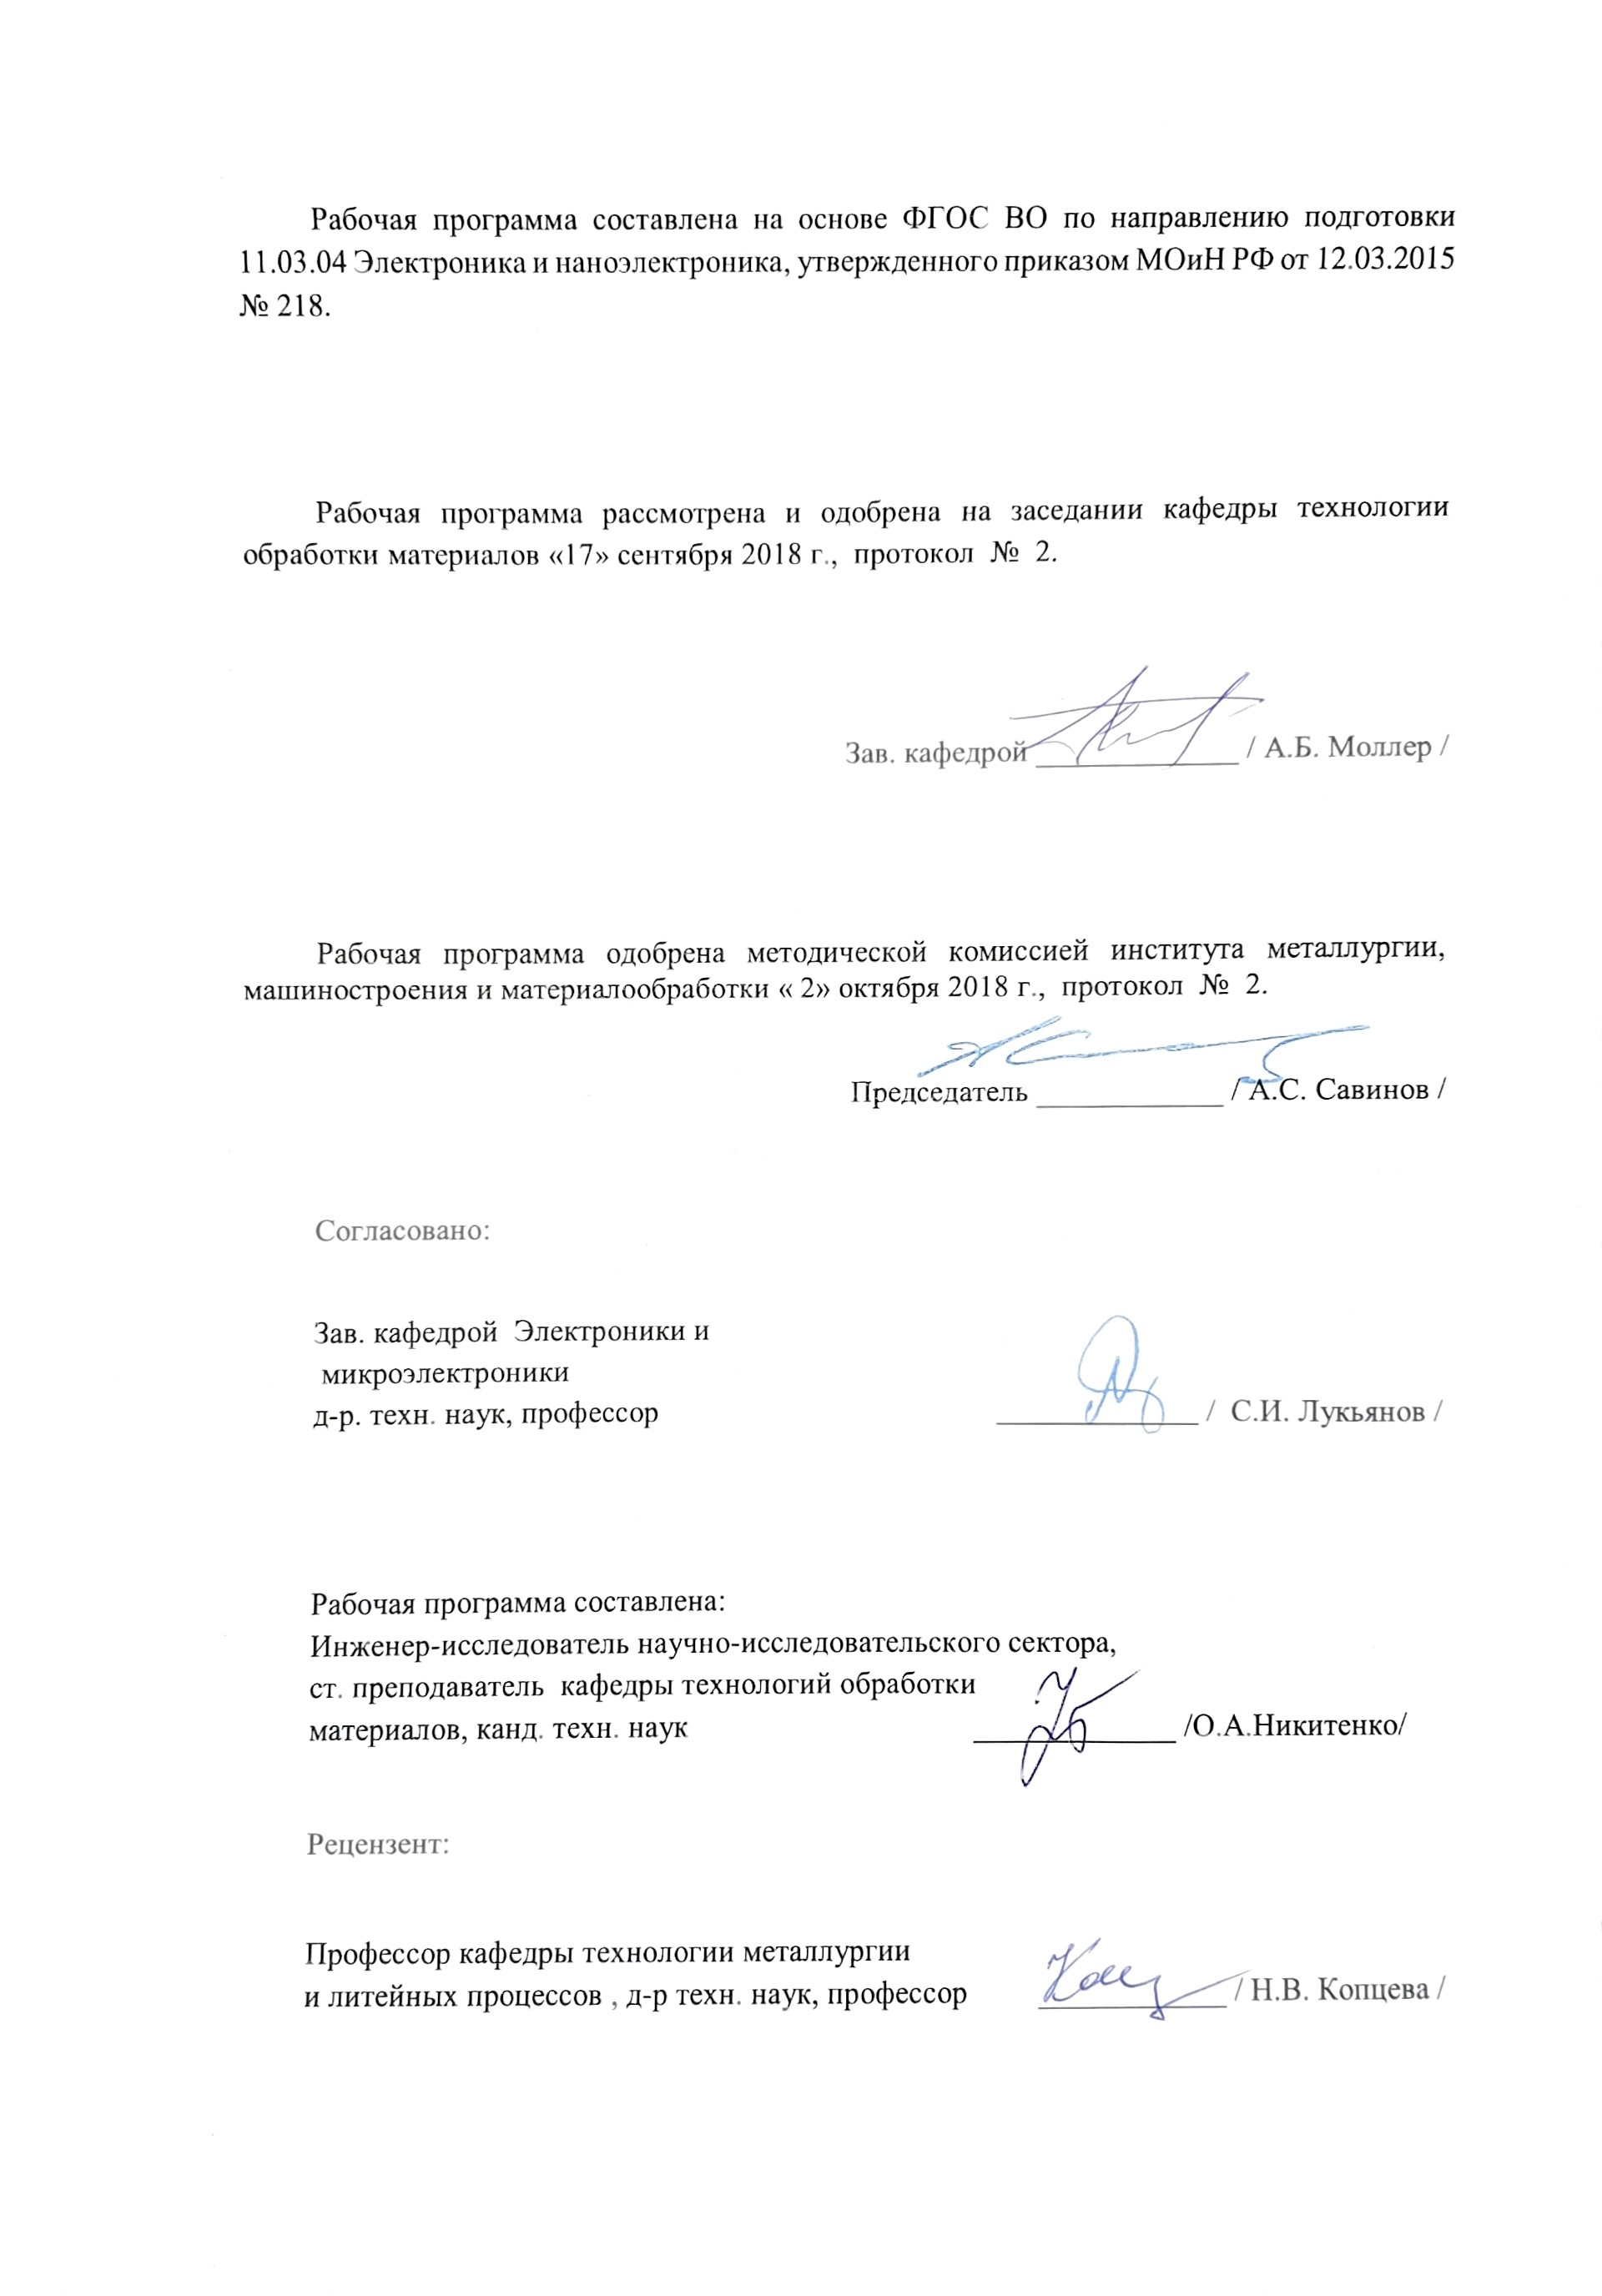 Рабочая программа составлена на основе ФГОС ВО по направлению подготовки
11.03.04 Электроника и наноэлектроника, утвержденного приказом МОиН РФ от 12.03.2015
№ 218.
Рабочая программа рассмотрена и одобрена на заседании кафедры технологии
обработки материалов «17» сентября 2018 г., протокол № 2.
Зав. кафедрой ______________ / А.Б. Моллер /
Рабочая программа одобрена методической комиссией института металлургии,
машиностроения и материалообработки « 2» октября 2018 г., протокол № 2.
Председатель _____________ / А.С. Савинов /
Согласовано:
Зав. кафедрой Электроники и
микроэлектроники
д-р. техн. наук, профессор ______________ / С.И. Лукьянов /
Рабочая программа составлена:
Инженер-исследователь научно-исследовательского сектора,
ст. преподаватель кафедры технологий обработки
материалов, канд. техн. наук ______________ /О.А.Никитенко/
Рецензент:
Профессор кафедры технологии металлургии
и литейных процессов , д-р техн. наук, профессор _____________ / Н.В. Копцева /